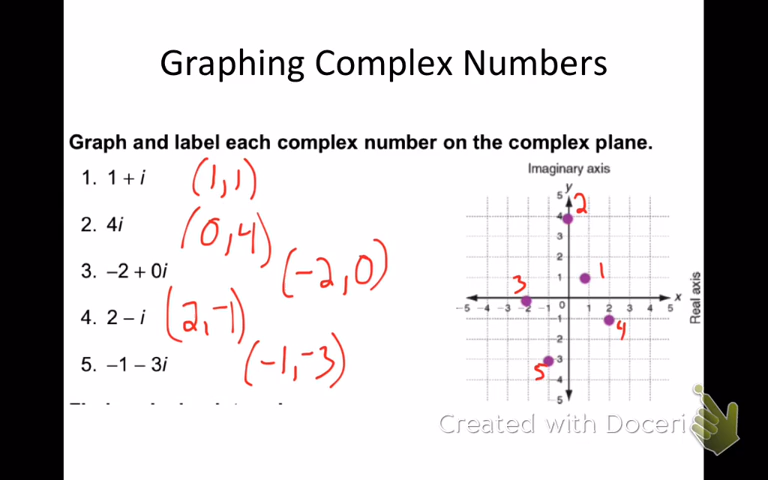 Graphing Complex Numbers
Graph and label each complex number on the complex plane.
1. 1 + i (1,1)
2. 4i (0,4)
3. –2 + 0i (-2,0)
4. 2 – i (2,-1)
5. –1 – 3i (-1,-3)
Imaginary axis
y
5
4 2
3
2
1 1
3 x
-5 -4 -3 -2 -1 0 1 2 3 4 5
-1 4
2
3
5 4
5
Real axis
Created with Doceri